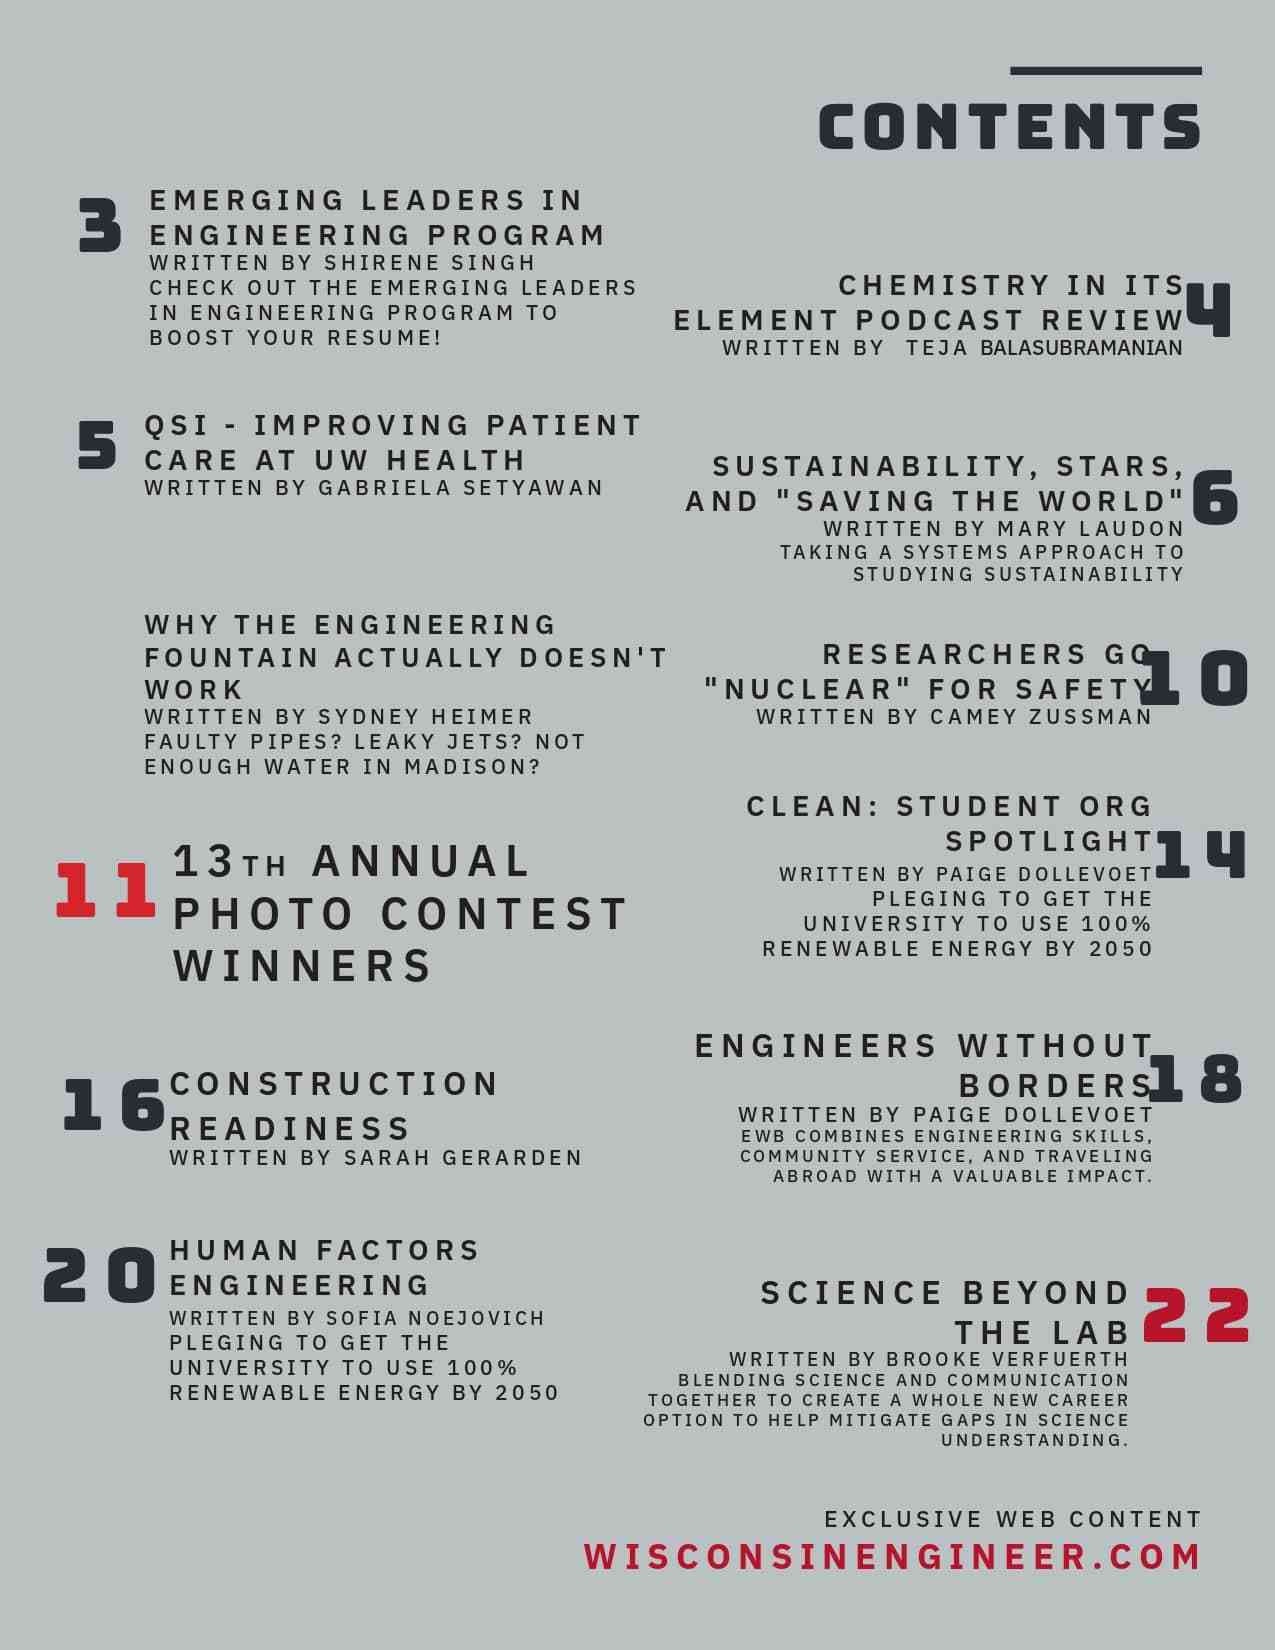 CONTENTS
3
EMERGING LEADERS IN
ENGINEERING PROGRAM
WRITTEN BY SHIRENE SINGH
CHECK OUT THE EMERGING LEADERS
IN ENGINEERING PROGRAM TO
BOOST YOUR RESUME!
CHEMISTRY IN ITS
ELEMENT PODCAST REVIEW
4
WRITTEN BY TEJA BALASUBRAMANIAN
5
QSI - IMPROVING PATIENT
CARE AT UW HEALTH
WRITTEN BY GABRIELA SETYAWAN
SUSTAINABILITY, STARS,
AND "SAVING THE WORLD"
6
WRITTEN BY MARY LAUDON
TAKING A SYSTEMS APPROACH TO
STUDYING SUSTAINABILITY
WHY THE ENGINEERING
FOUNTAIN ACTUALLY DOESN'T
WORK
WRITTEN BY SYDNEY HEIMER
FAULTY PIPES? LEAKY JETS? NOT
ENOUGH WATER IN MADISON?
RESEARCHERS GO
"NUCLEAR" FOR SAFETY
10
WRITTEN BY CAMEY ZUSSMAN
CLEAN: STUDENT ORG
SPOTLIGHT
14
WRITTEN BY PAIGE DOLLEVOET
PLEGING TO GET THE
UNIVERSITY TO USE 100%
RENEWABLE ENERGY BY 2050
11
13TH ANNUAL
PHOTO CONTEST
WINNERS
ENGINEERS WITHOUT
BORDERS
18
WRITTEN BY PAIGE DOLLEVOET
EWB COMBINES ENGINEERING SKILLS,
COMMUNITY SERVICE, AND TRAVELING
ABROAD WITH A VALUABLE IMPACT.
16
CONSTRUCTION
READINESS
WRITTEN BY SARAH GERARDEN
20
HUMAN FACTORS
ENGINEERING
WRITTEN BY SOFIA NOEJOVICH
PLEGING TO GET THE
UNIVERSITY TO USE 100%
RENEWABLE ENERGY BY 2050
SCIENCE BEYOND
THE LAB
22
WRITTEN BY BROOKE VERFUERTH
BLENDING SCIENCE AND COMMUNICATION
TOGETHER TO CREATE A WHOLE NEW CAREER
OPTION TO HELP MITIGATE GAPS IN SCIENCE
UNDERSTANDING.
EXCLUSIVE WEB CONTENT
WISCONSINENGINEER.COM